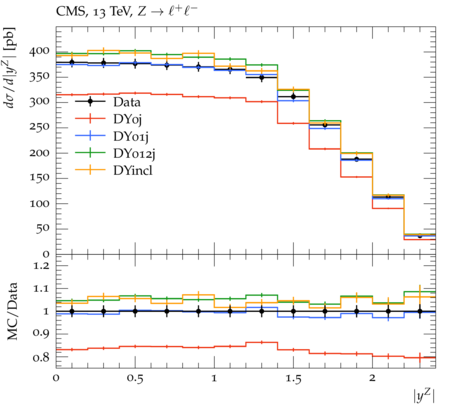 CMS, 13 TeV, Z → ℓ⁺ℓ⁻
dσ/d|y^Z| [pb]
400
350
300
250
200
150
100
50
0
Data
DY0j
DY01j
DY012j
DYincl
MC/Data
1.2
1.1
1
0.9
0.8
0 0.5 1 1.5 2
|y^Z|